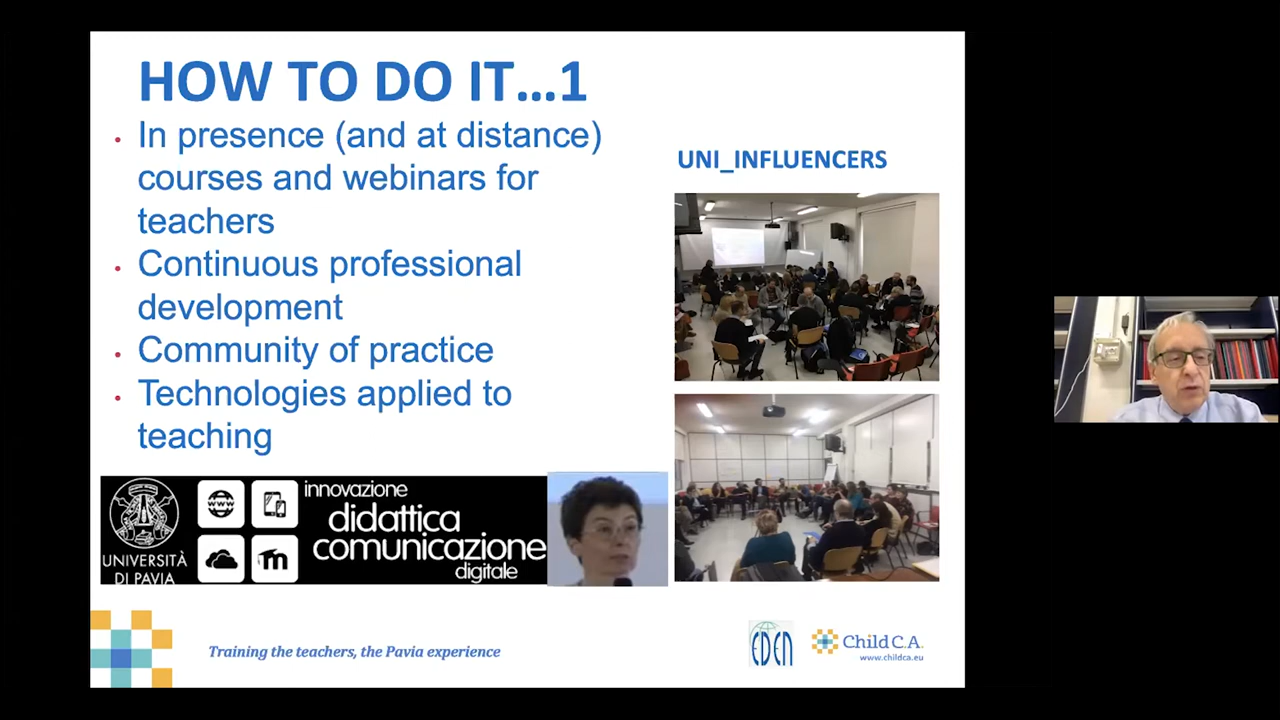 HOW TO DO IT...1
• In presence (and at distance)
courses and webinars for
teachers
• Continuous professional
development
• Community of practice
• Technologies applied to
teaching
UNI_INFLUENCERS
UNIVERSITÀ
DI PAVIA
www
m
innovazione
didattica
comunicazione
digitale
Training the teachers, the Pavia experience
EDEN
Child C.A.
www.childca.eu